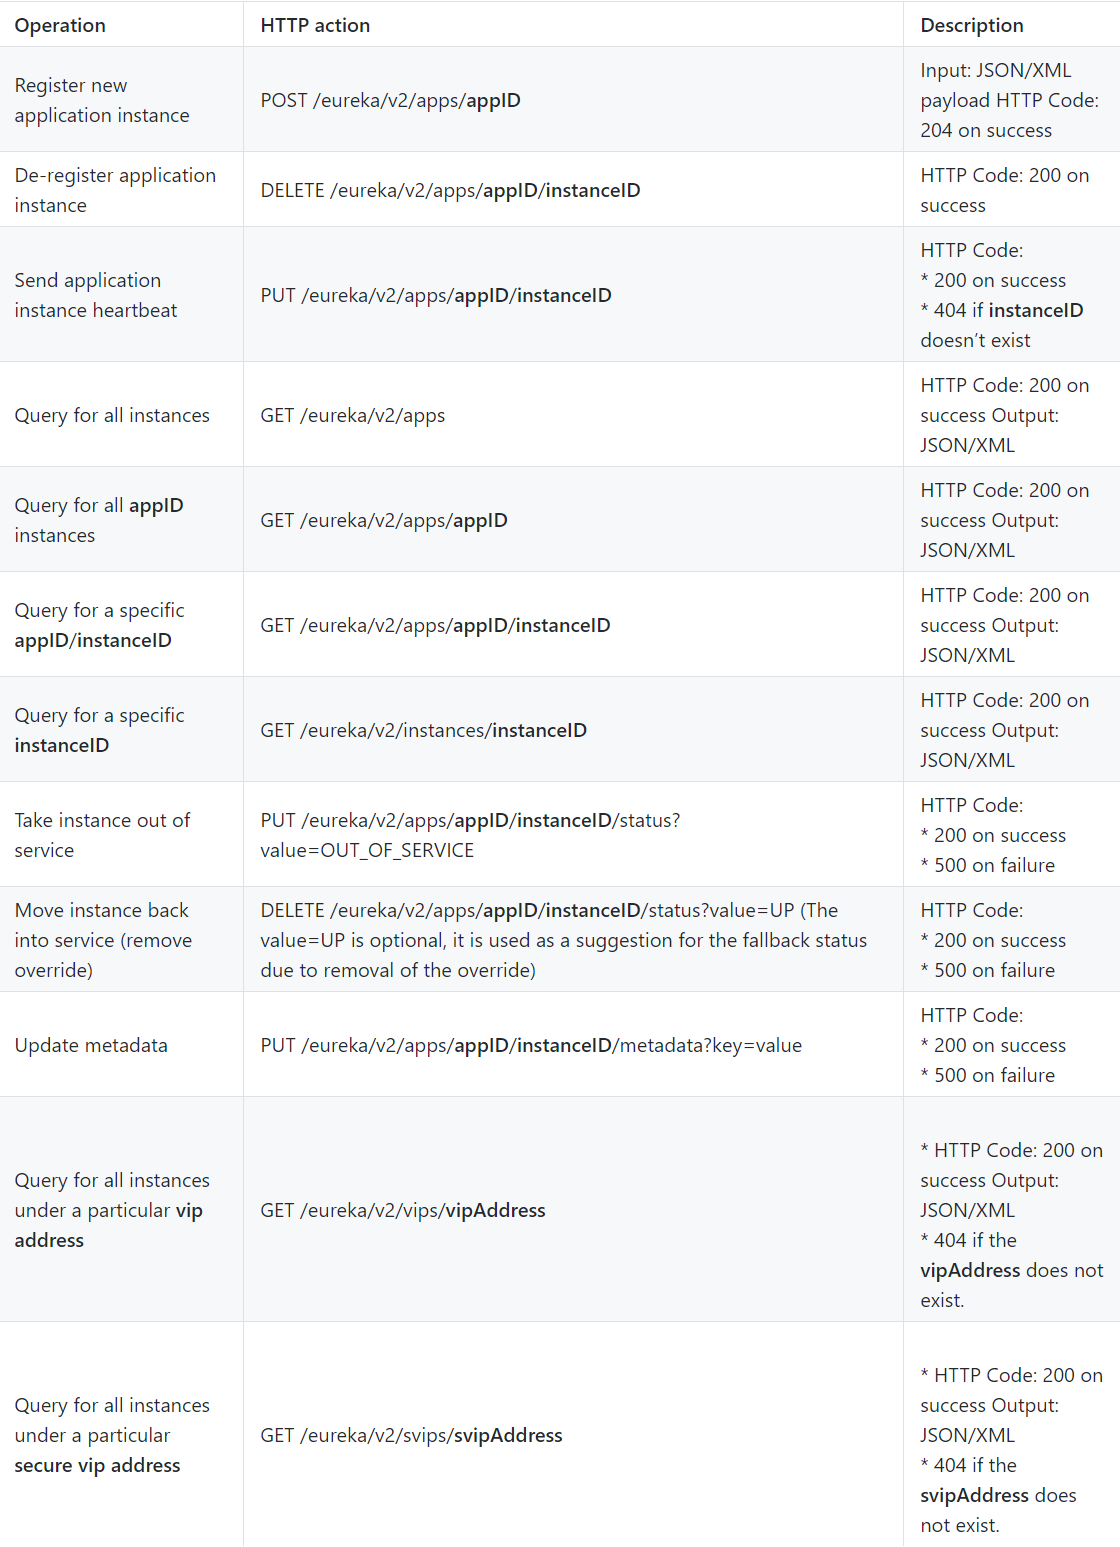 Operation
HTTP action
Description
Register new
application instance
POST /eureka/v2/apps/appID
Input: JSON/XML
payload HTTP Code:
204 on success
De-register application
instance
DELETE /eureka/v2/apps/appID/instanceID
HTTP Code: 200 on
success
Send application
instance heartbeat
PUT /eureka/v2/apps/appID/instanceID
HTTP Code:
* 200 on success
* 404 if instanceID
doesn’t exist
Query for all instances
GET /eureka/v2/apps
HTTP Code: 200 on
success Output:
JSON/XML
Query for all appID
instances
GET /eureka/v2/apps/appID
HTTP Code: 200 on
success Output:
JSON/XML
Query for a specific
appID/instanceID
GET /eureka/v2/apps/appID/instanceID
HTTP Code: 200 on
success Output:
JSON/XML
Query for a specific
instanceID
GET /eureka/v2/instances/instanceID
HTTP Code: 200 on
success Output:
JSON/XML
Take instance out of
service
PUT /eureka/v2/apps/appID/instanceID/status?
value=OUT_OF_SERVICE
HTTP Code:
* 200 on success
* 500 on failure
Move instance back
into service (remove
override)
DELETE /eureka/v2/apps/appID/instanceID/status?value=UP (The
value=UP is optional, it is used as a suggestion for the fallback status
due to removal of the override)
HTTP Code:
* 200 on success
* 500 on failure
Update metadata
PUT /eureka/v2/apps/appID/instanceID/metadata?key=value
HTTP Code:
* 200 on success
* 500 on failure
Query for all instances
under a particular vip
address
GET /eureka/v2/vips/vipAddress
* HTTP Code: 200 on
success Output:
JSON/XML
* 404 if the
vipAddress does not
exist.
Query for all instances
under a particular
secure vip address
GET /eureka/v2/svips/svipAddress
* HTTP Code: 200 on
success Output:
JSON/XML
* 404 if the
svipAddress does
not exist.